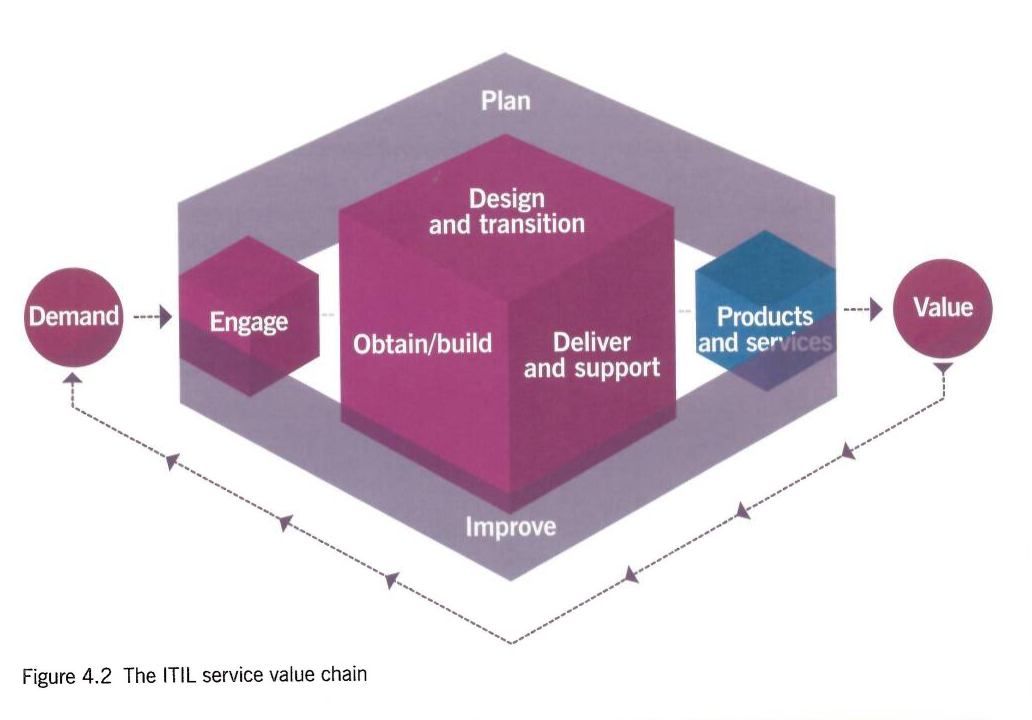 Plan
Design
and transition
Demand
Engage
Obtain/build
Deliver
and support
Products
and services
Value
Improve
Figure 4.2 The ITIL service value chain